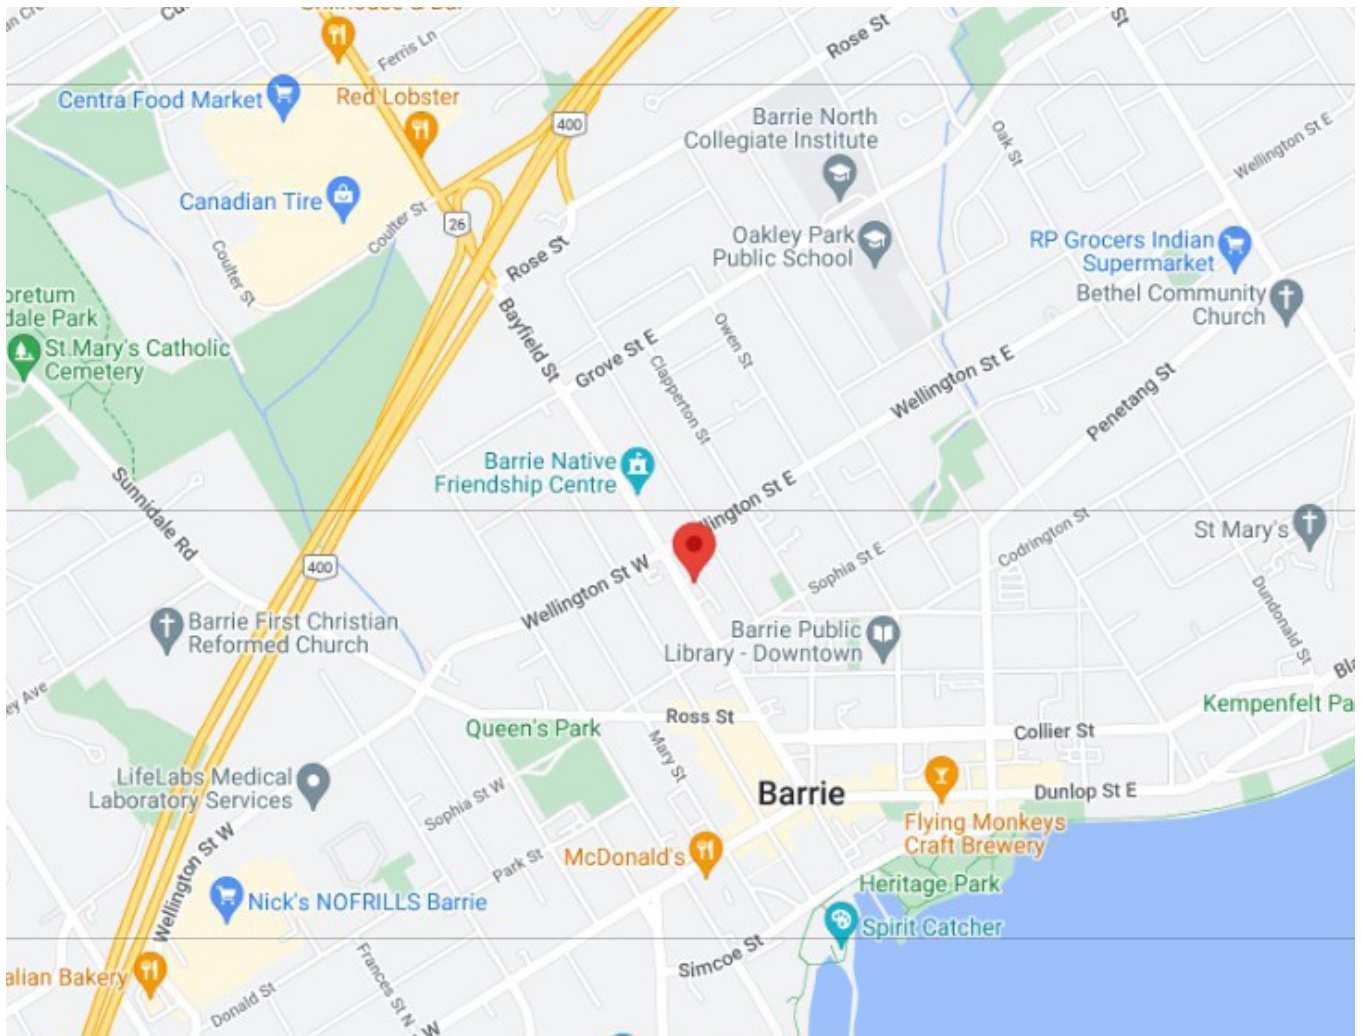 Rose St
Ferris Ln
Centra Food Market
Red Lobster
400
Barrie North
Collegiate Institute
Oak St
Wellington St E
St
Canadian Tire
Coulter St
26
Rose St
Oakley Park
Public School
RP Grocers Indian
Supermarket
Coulter St
Bethel Community
Church
dale Park
St.Mary's Catholic
Cemetery
Bayfield St
Grove St E
Owen St
Clapperton St
Wellington St E
Penetang St
Barrie Native
Friendship Centre
Sunnidale Rd
St E
Codrington St
St Mary's
400
Wellington St W
Sophia St E
Dundonald St
Barrie First Christian
Reformed Church
Barrie Public
Library - Downtown
Ave
Kempenfelt
Queen's Park
Ross St
Mary St
Collier St
LifeLabs Medical
Laboratory Services
Sophia St W
Barrie
Dunlop St E
Flying Monkeys
Craft Brewery
Wellington St W
Park St
McDonald's
Heritage Park
Nick's NOFRILLS Barrie
Spirit Catcher
Simcoe St
Bakery
Donald St
Frances St N
W